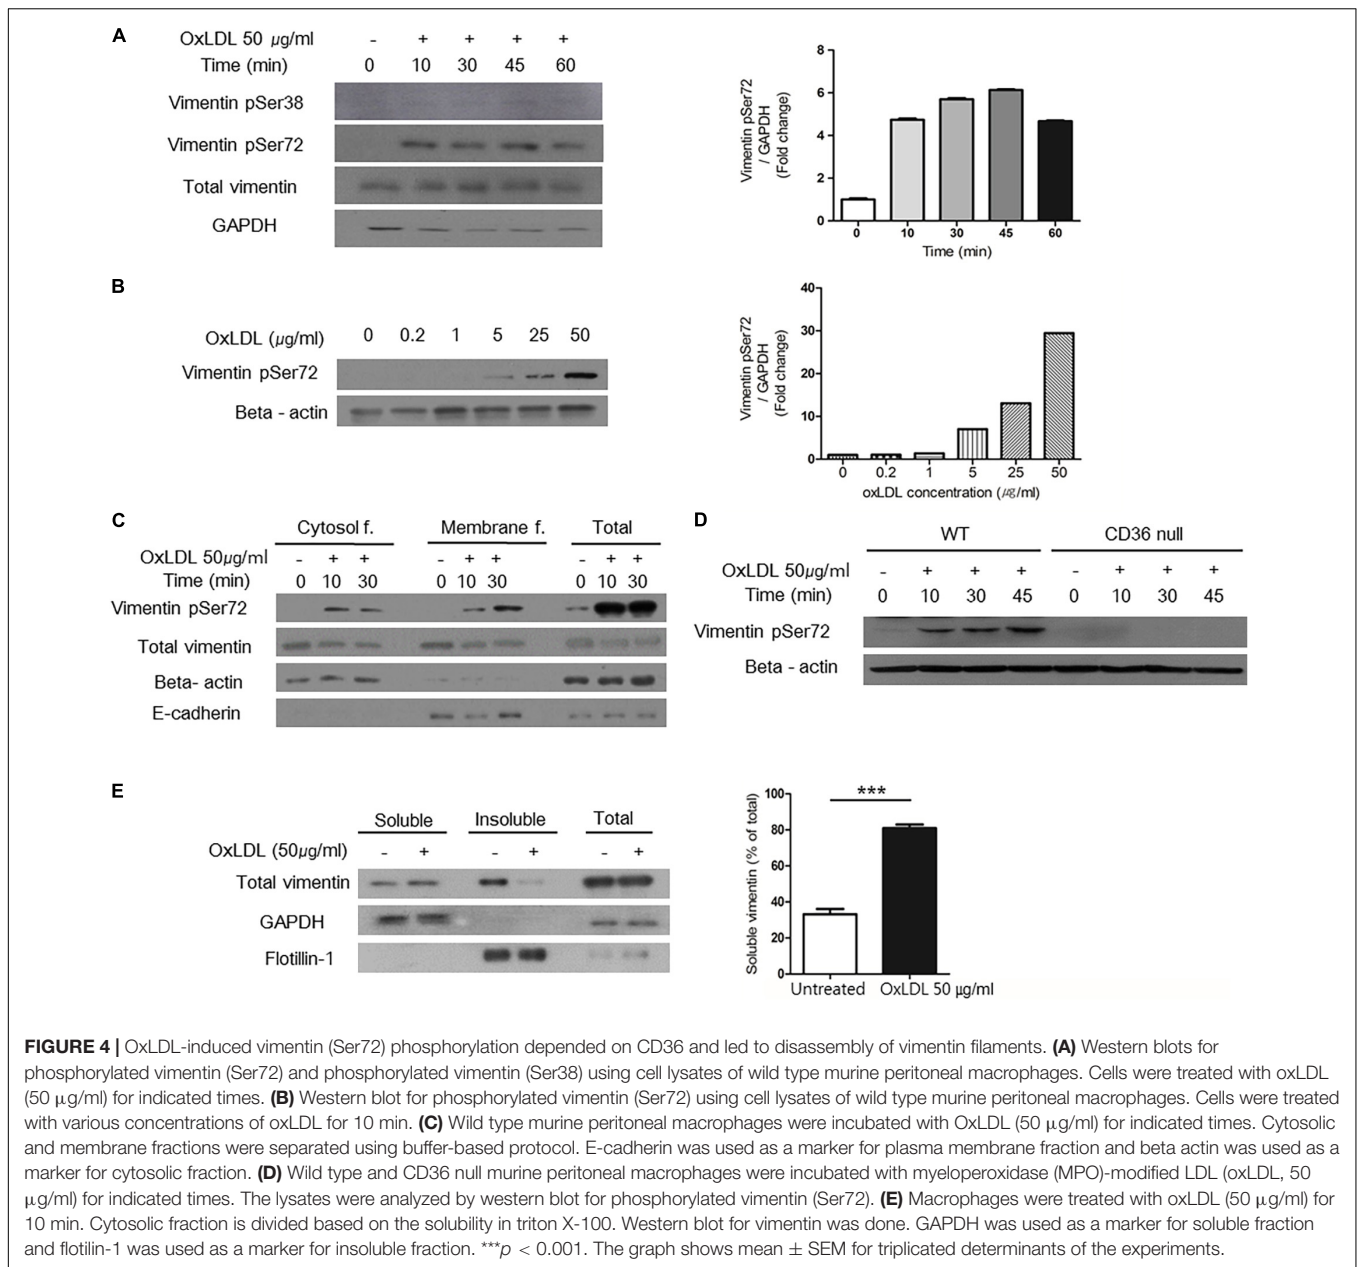 A
OxLDL 50 μg/ml - + + + +
Time (min) 0 10 30 45 60
Vimentin pSer38
Vimentin pSer72
Total vimentin
GAPDH
Vimentin pSer72
/ GAPDH
(Fold change)
8
6
4
2
0
0 10 30 45 60
Time (min)
B
OxLDL (μg/ml) 0 0.2 1 5 25 50
Vimentin pSer72
Beta - actin
Vimentin pSer72
/ GAPDH
(Fold change)
40
30
20
10
0
0 0.2 1 5 25 50
oxLDL concentration (㎍/ml)
C
Cytosol f. Membrane f. Total
OxLDL 50μg/ml - + + - + + - + +
Time (min) 0 10 30 0 10 30 0 10 30
Vimentin pSer72
Total vimentin
Beta- actin
E-cadherin
D
WT CD36 null
OxLDL 50μg/ml - + + + - + + +
Time (min) 0 10 30 45 0 10 30 45
Vimentin pSer72
Beta - actin
E
Soluble Insoluble Total
OxLDL (50μg/ml) - + - + - +
Total vimentin
GAPDH
Flotillin-1
Soluble vimentin (% of total)
100
80
60
40
20
0
***
Untreated OxLDL 50 μg/ml
FIGURE 4 | OxLDL-induced vimentin (Ser72) phosphorylation depended on CD36 and led to disassembly of vimentin filaments. (A) Western blots for
phosphorylated vimentin (Ser72) and phosphorylated vimentin (Ser38) using cell lysates of wild type murine peritoneal macrophages. Cells were treated with oxLDL
(50 μg/ml) for indicated times. (B) Western blot for phosphorylated vimentin (Ser72) using cell lysates of wild type murine peritoneal macrophages. Cells were treated
with various concentrations of oxLDL for 10 min. (C) Wild type murine peritoneal macrophages were incubated with OxLDL (50 μg/ml) for indicated times. Cytosolic
and membrane fractions were separated using buffer-based protocol. E-cadherin was used as a marker for plasma membrane fraction and beta actin was used as a
marker for cytosolic fraction. (D) Wild type and CD36 null murine peritoneal macrophages were incubated with myeloperoxidase (MPO)-modified LDL (oxLDL, 50
μg/ml) for indicated times. The lysates were analyzed by western blot for phosphorylated vimentin (Ser72). (E) Macrophages were treated with oxLDL (50 μg/ml) for
10 min. Cytosolic fraction is divided based on the solubility in triton X-100. Western blot for vimentin was done. GAPDH was used as a marker for soluble fraction
and flotilin-1 was used as a marker for insoluble fraction. ***p < 0.001. The graph shows mean ± SEM for triplicated determinants of the experiments.